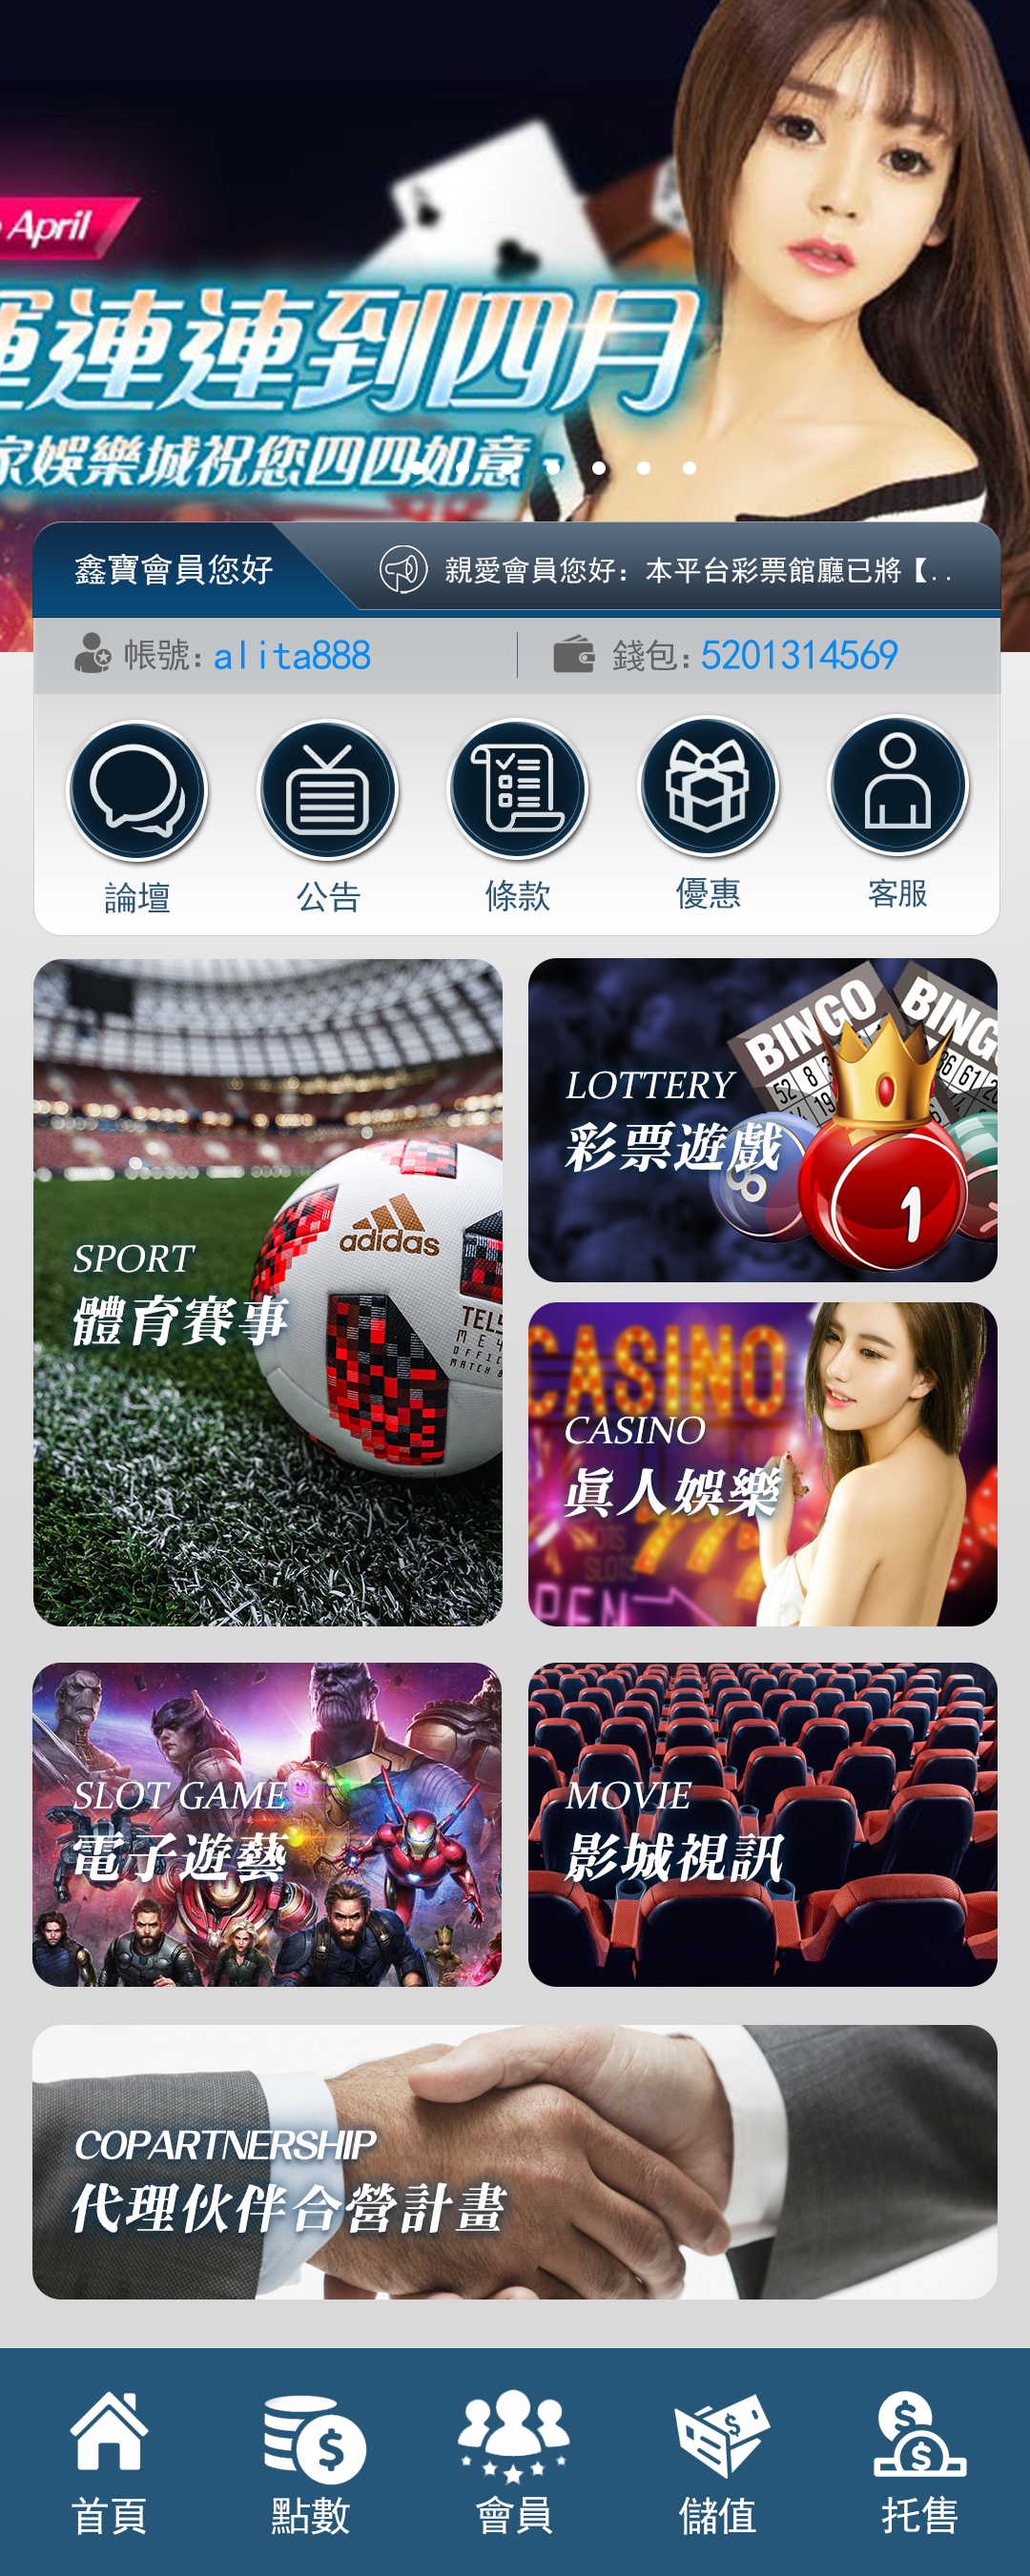 April
運連連到四月
家娛樂城祝您四四如意
鑫寶會員您好
親愛會員您好：本平台彩票館廳已將【..
帳號：alita888
錢包：5201314569
論壇
公告
條款
優惠
客服
adidas
SPORT
體育賽事
BINGO
BINGO
LOTTERY
彩票遊戲
1
CASINO
CASINO
眞人娛樂
SLOTS
SLOT GAME
電子遊藝
MOVIE
影城視訊
COPARTNERSHIP
代理伙伴合營計畫
首頁
點數
會員
儲值
托售